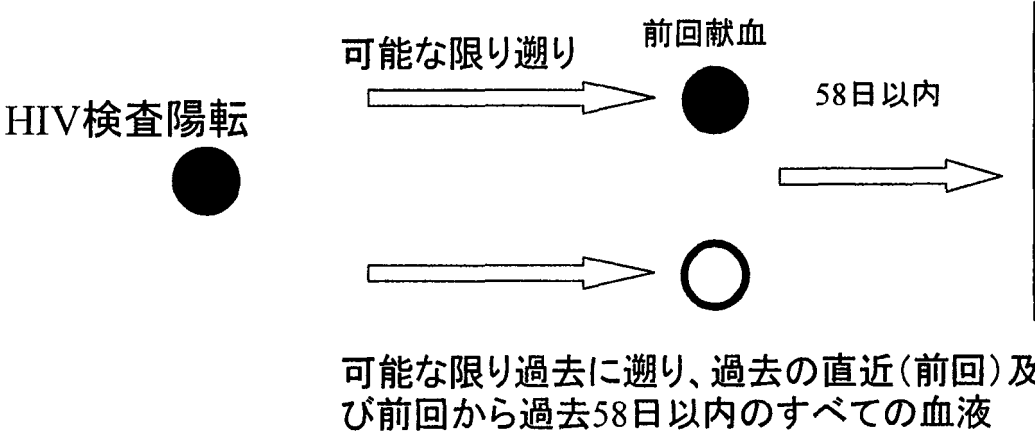 可能な限り遡り
前回献血
58日以内
HIV検査陽転
可能な限り過去に遡り、過去の直近(前回)及
び前回から過去58日以内のすべての血液